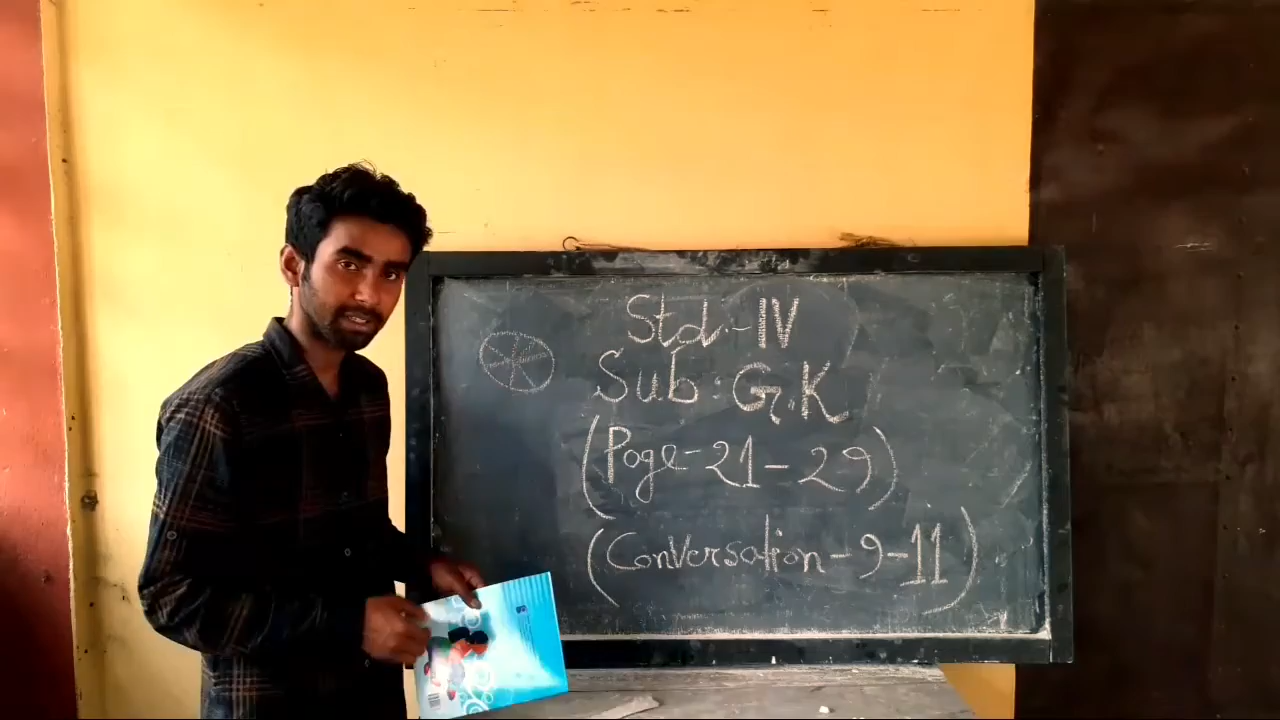 Std.-IV
Sub : G.K
(Page-21-29)
(Conversation-9-11)